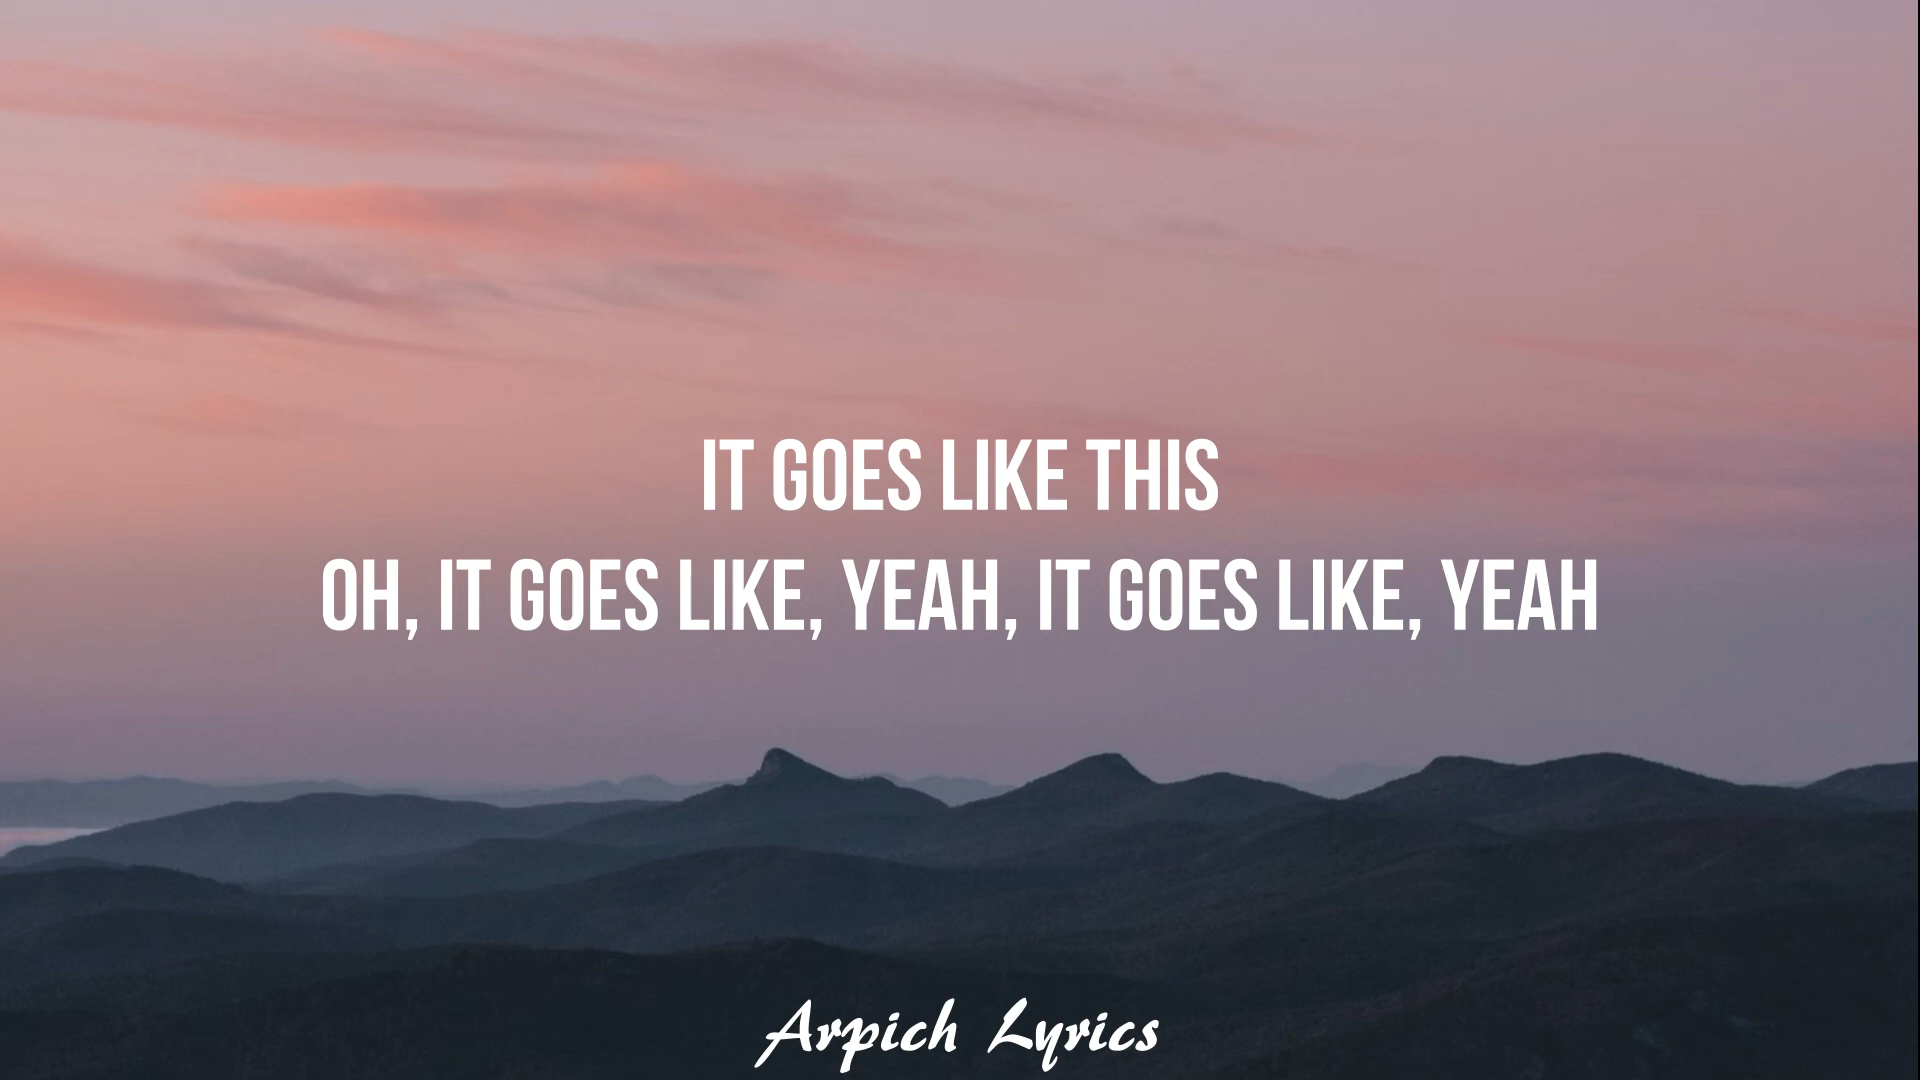 IT GOES LIKE THIS
OH, IT GOES LIKE, YEAH, IT GOES LIKE, YEAH
Arpich Lyrics